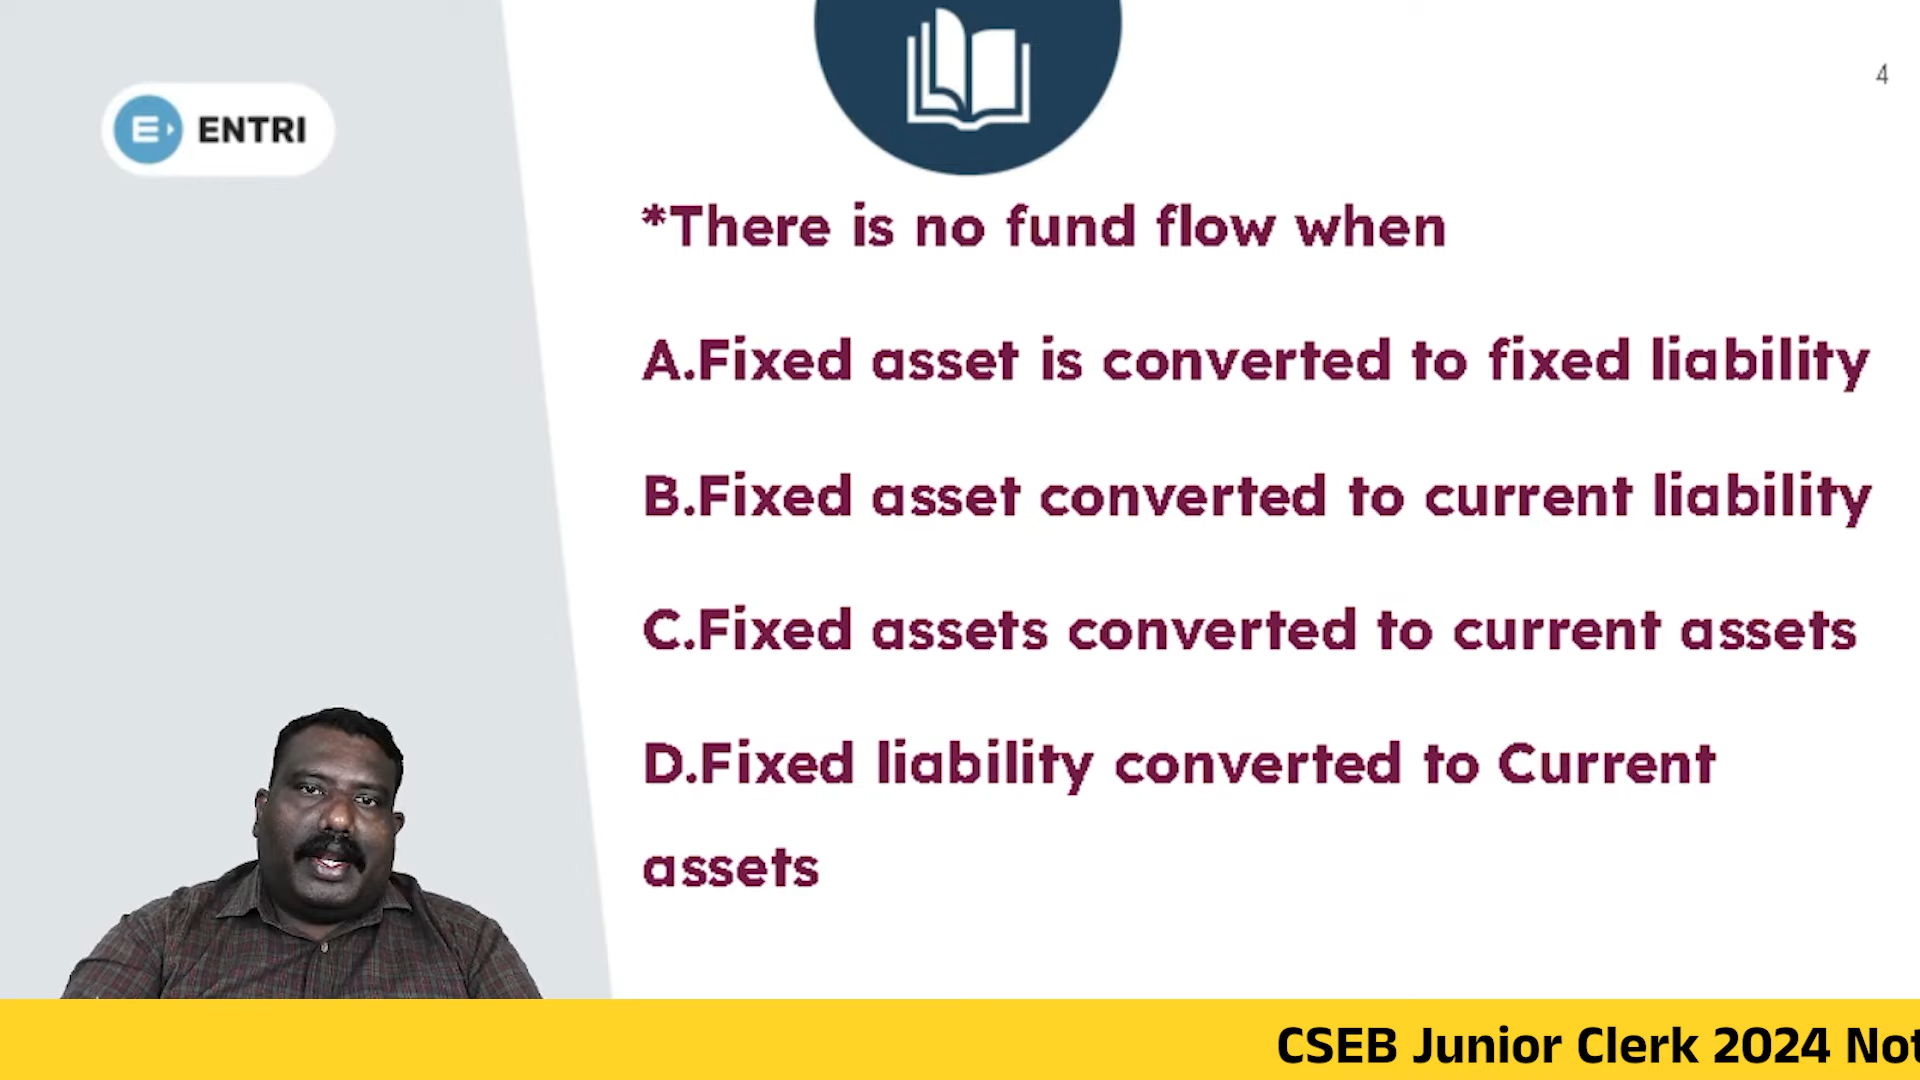 ENTRI
4
*There is no fund flow when
A.Fixed asset is converted to fixed liability
B.Fixed asset converted to current liability
C.Fixed assets converted to current assets
D.Fixed liability converted to Current
assets
CSEB Junior Clerk 2024